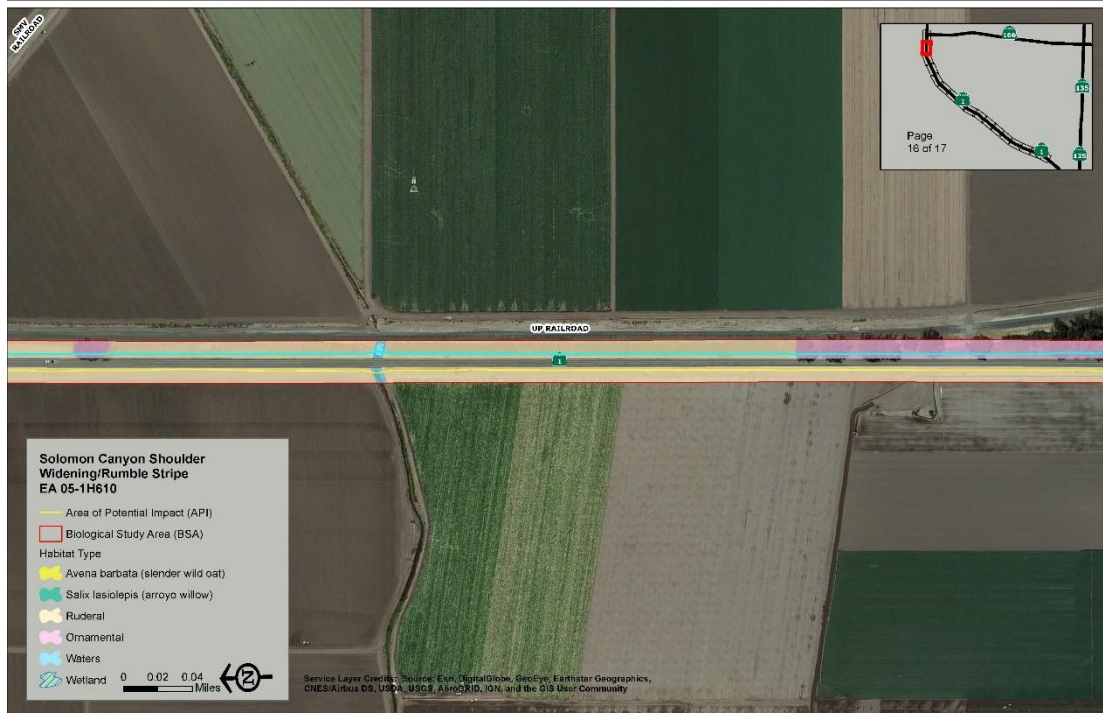 SMV
RAILROAD
166
135
1
Page
16 of 17
1
135
UP RAILROAD
1
Solomon Canyon Shoulder
Widening/Rumble Stripe
EA 05-1H610
Area of Potential Impact (API)
Biological Study Area (BSA)
Habitat Type
Avena barbata (slender wild oat)
Salix lasiolepis (arroyo willow)
Ruderal
Ornamental
Waters
Wetland
0 0.02 0.04
Miles
N
Service Layer Credits: Source: Esri, DigitalGlobe, GeoEye, Earthstar Geographics,
CNES/Airbus DS, USDA, USGS, AeroGRID, IGN, and the GIS User Community